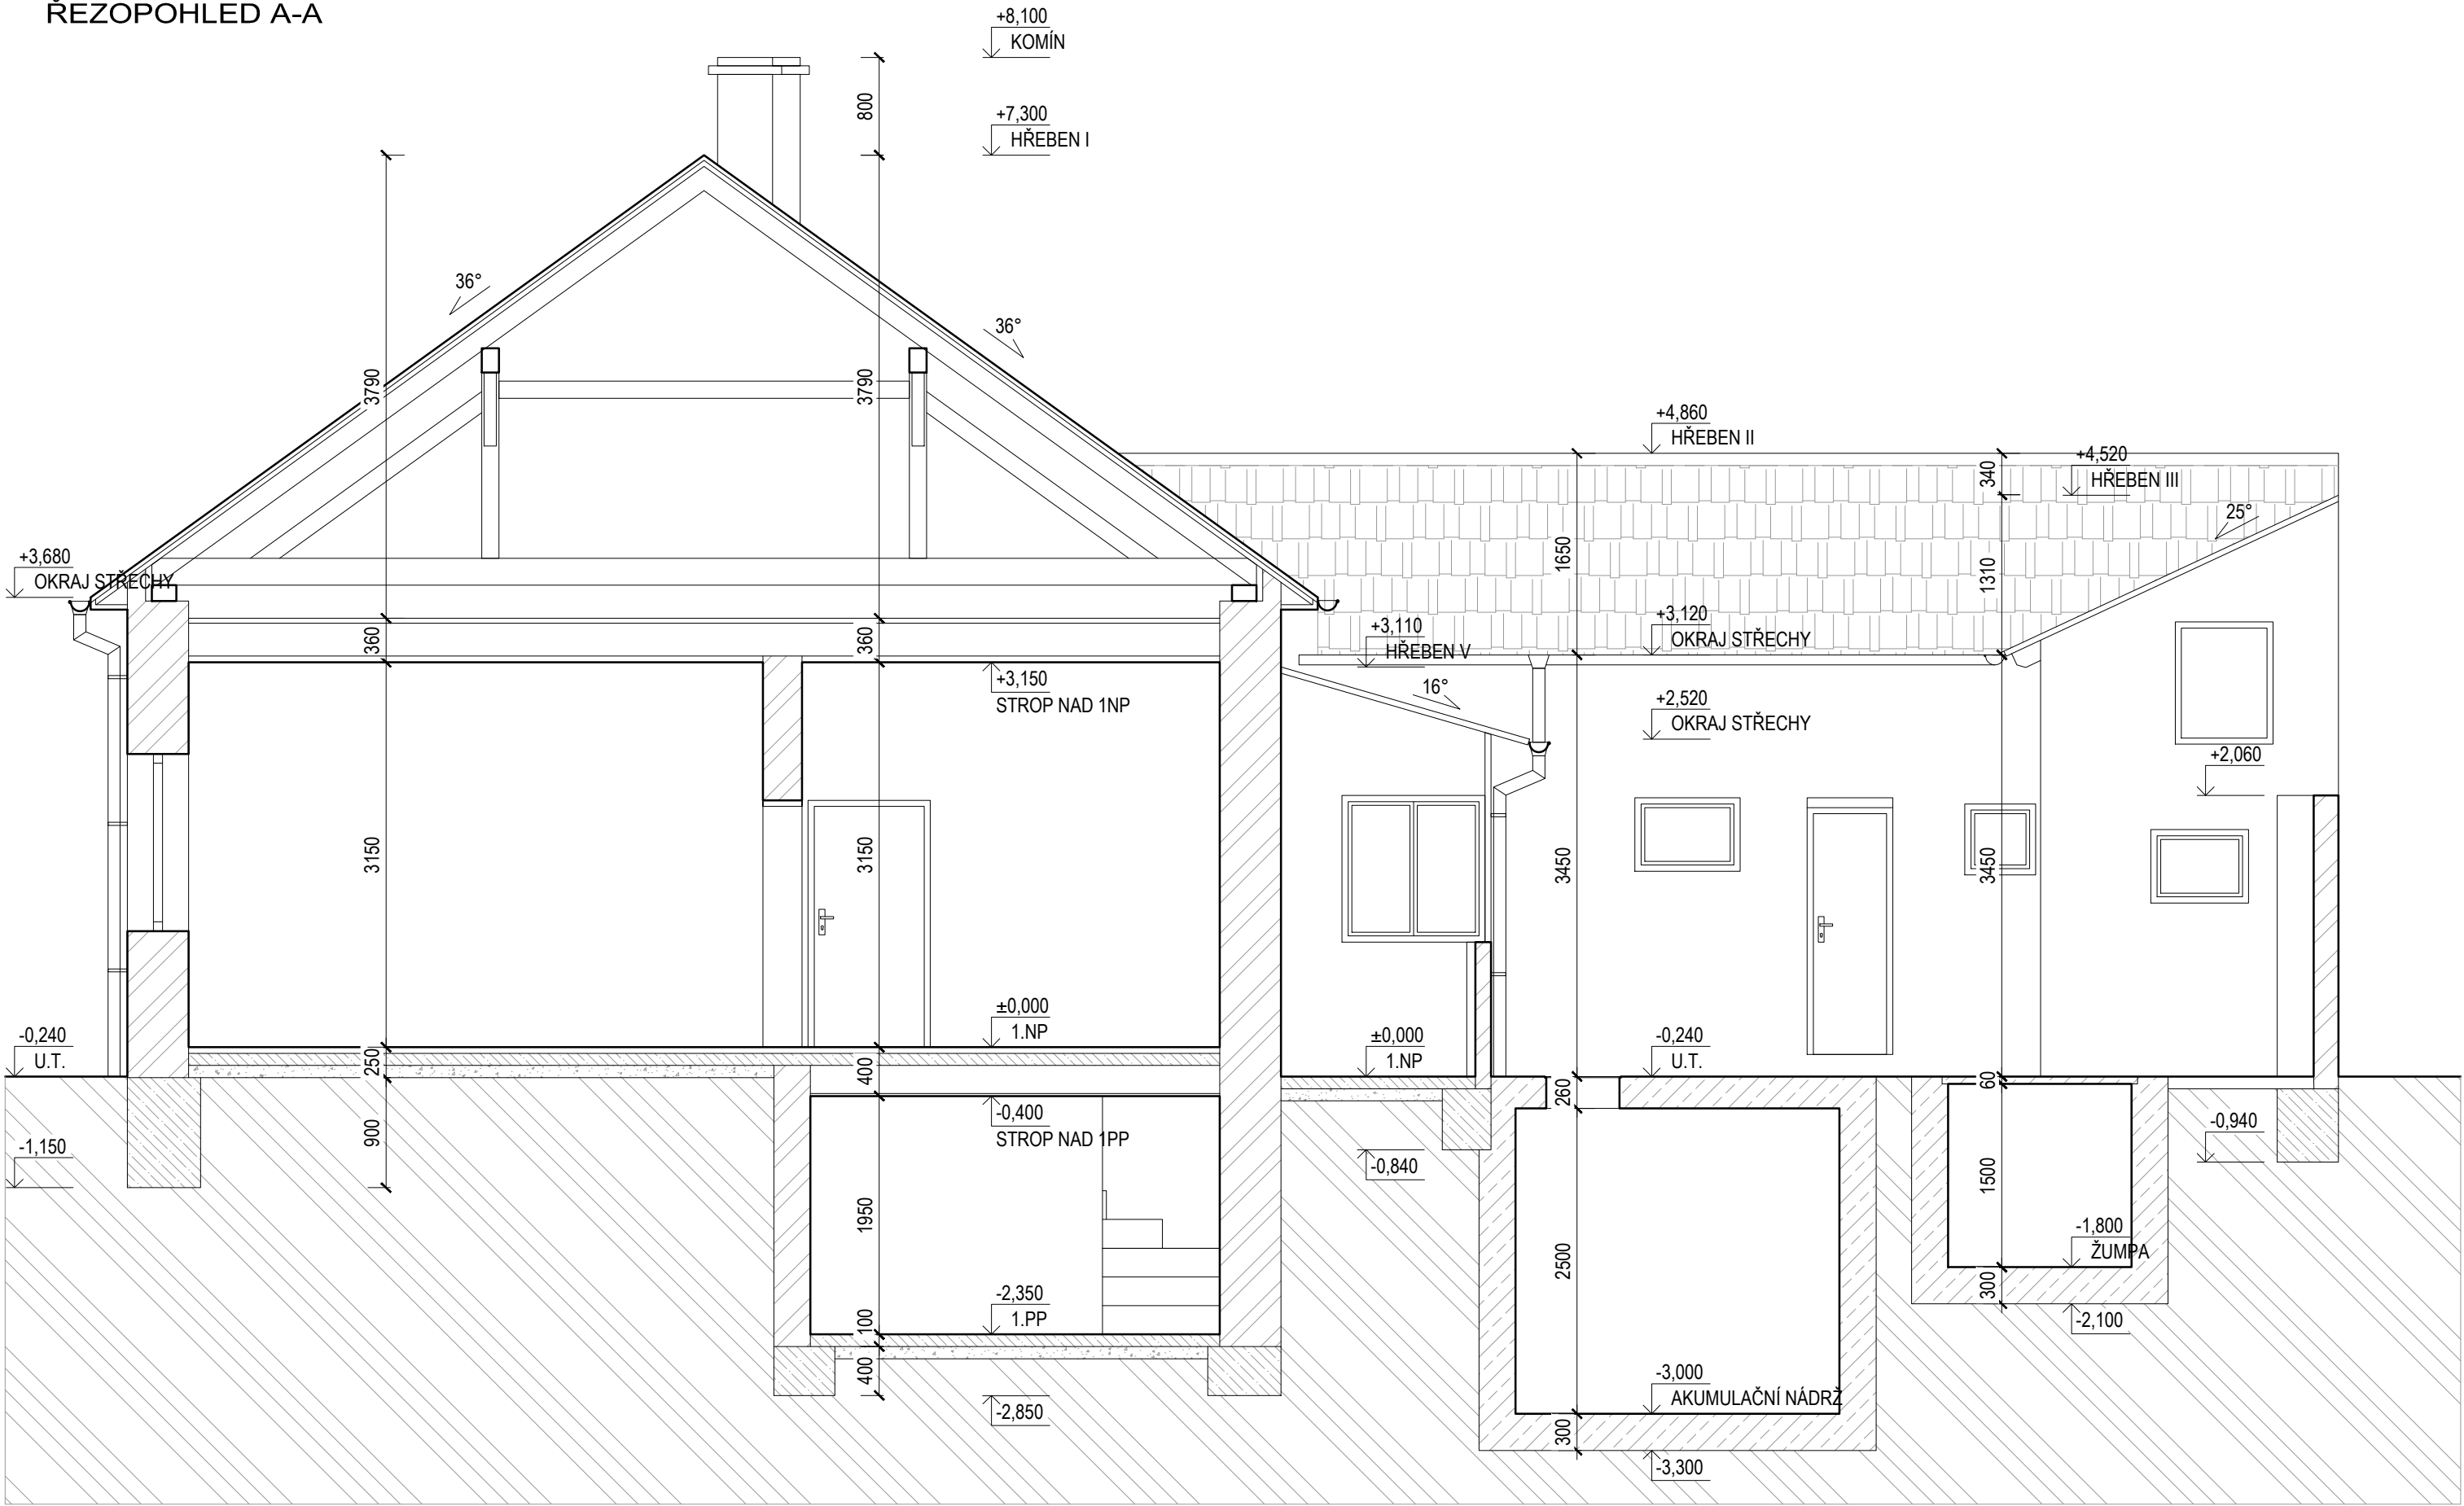 ŘEZOPOHLED A-A
+8,100
KOMÍN
800
+7,300
HŘEBEN I
36°
36°
3790
3790
+4,860
HŘEBEN II
340
+4,520
HŘEBEN III
25°
1650
1310
+3,680
OKRAJ STŘECHY
+3,110
HŘEBEN V
+3,120
OKRAJ STŘECHY
360
360
+3,150
STROP NAD 1NP
16°
+2,520
OKRAJ STŘECHY
+2,060
3150
3150
3450
3450
±0,000
1.NP
-0,240
U.T.
±0,000
1.NP
-0,240
U.T.
250
400
260
60
-0,400
STROP NAD 1PP
900
-1,150
-0,840
-0,940
1950
1500
2500
-1,800
ŽUMPA
300
-2,350
1.PP
100
-2,100
400
-3,000
AKUMULAČNÍ NÁDRŽ
-2,850
300
-3,300